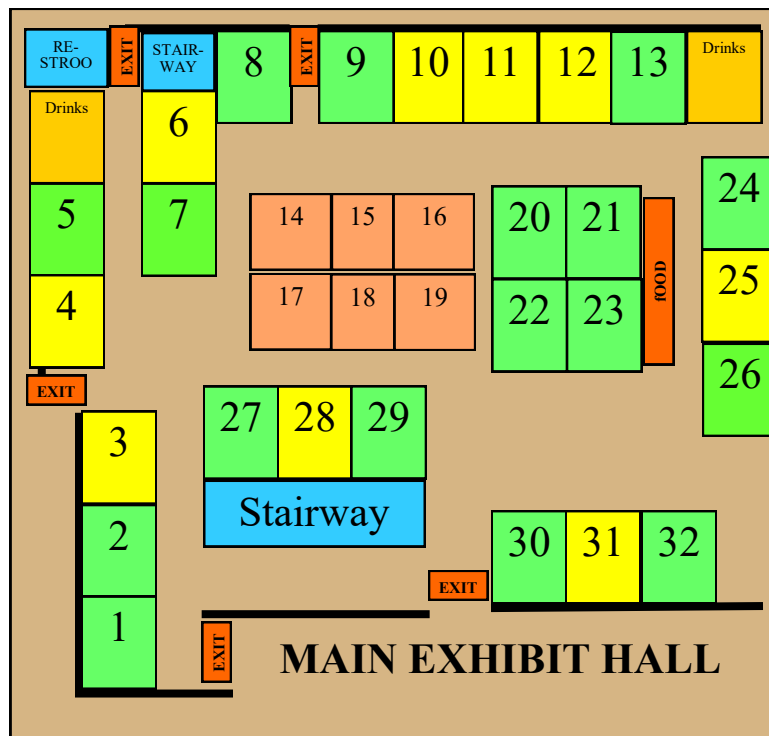 RE-
STROO
EXIT
STAIR-
WAY
8
EXIT
9
10
11
12
13
Drinks
Drinks
6
5
7
4
EXIT
14
15
16
17
18
19
20
21
22
23
fOOD
24
25
26
3
2
1
27
28
29
Stairway
30
31
32
EXIT
EXIT
MAIN EXHIBIT HALL